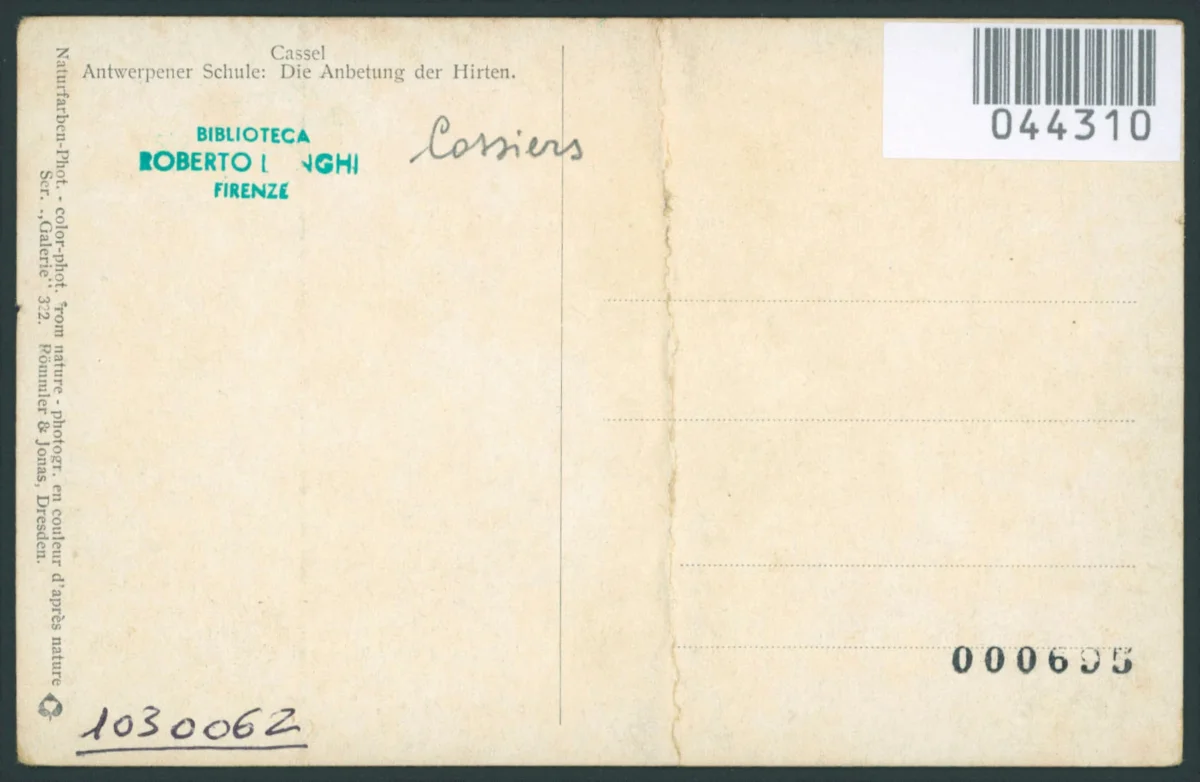 Cassel
Antwerpener Schule: Die Anbetung der Hirten.
BIBLIOTECA
ROBERTO L NGHI
FIRENZE
Cossiers
044310
Naturfarben-Phot. - color-phot. from nature - photogr. en couleur d'après nature
Ser. „Galerie“ 322. Römmler & Jonas, Dresden.
000695
1030062